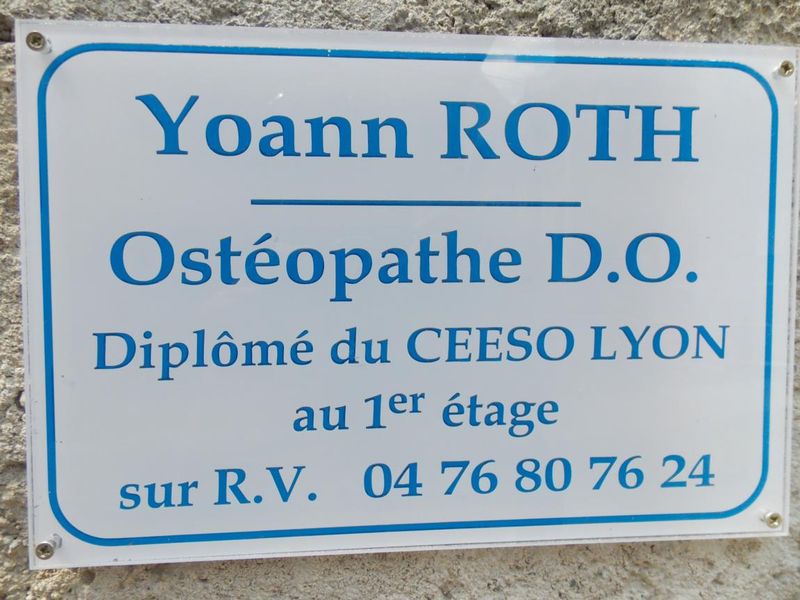 Yoann ROTH
Ostéopathe D.O.
Diplômé du CEESO LYON
au 1er étage
sur R.V. 04 76 80 76 24